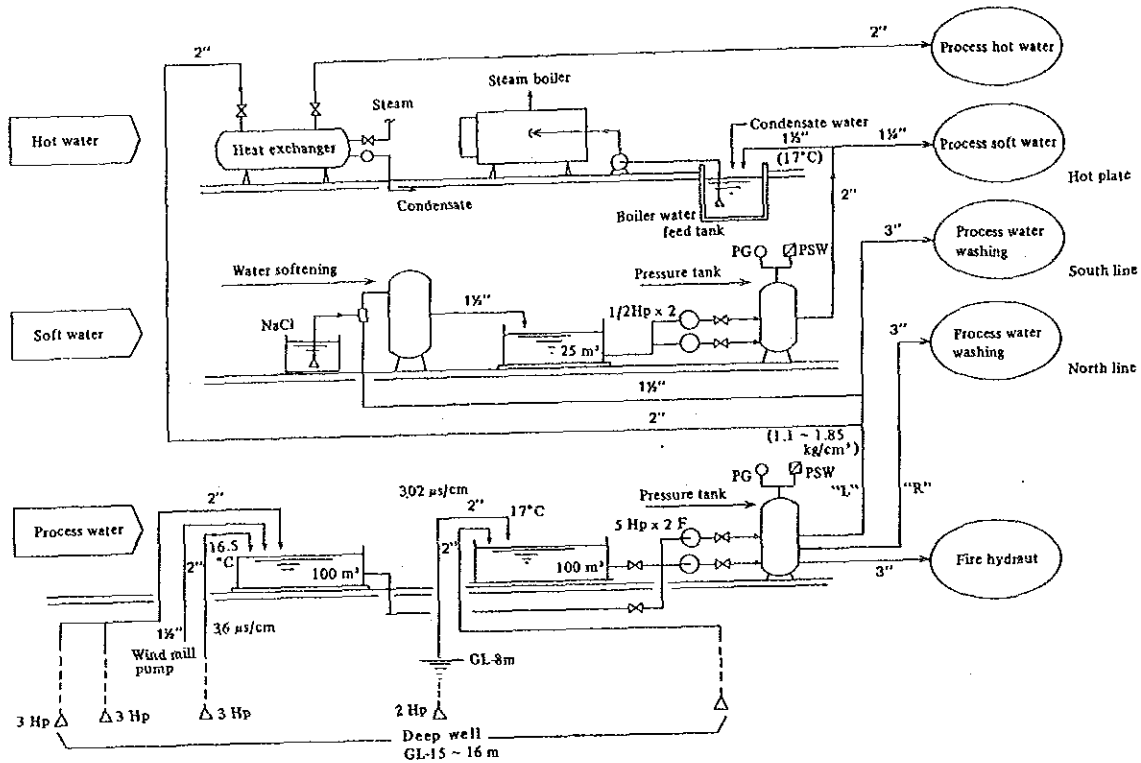 2"
2"
Process hot water
Steam boiler
Steam
Hot water
Heat exchanger
Condensate water
1½"
(17°C)
1½"
Process soft water
Hot plate
Condensate
Boiler water
feed tank
2"
3"
Process water
washing
South line
PG
PSW
Water softening
Pressure tank
Soft water
NaCl
1½"
1/2Hp x 2
25 m³
3"
Process water
washing
North line
1½"
2"
(1.1 ~ 1.85
kg/cm³)
PG
PSW
"L"
"R"
3.02 µs/cm
Pressure tank
Process water
2"
2"
17°C
5 Hp x 2 F
16.5
°C
2"
100 m³
2"
100 m³
3"
Fire hydraut
1½"
Wind mill
pump
3.6 µs/cm
GL-8m
3 Hp
3 Hp
3 Hp
2 Hp
Deep well
GL-15 ~ 16 m